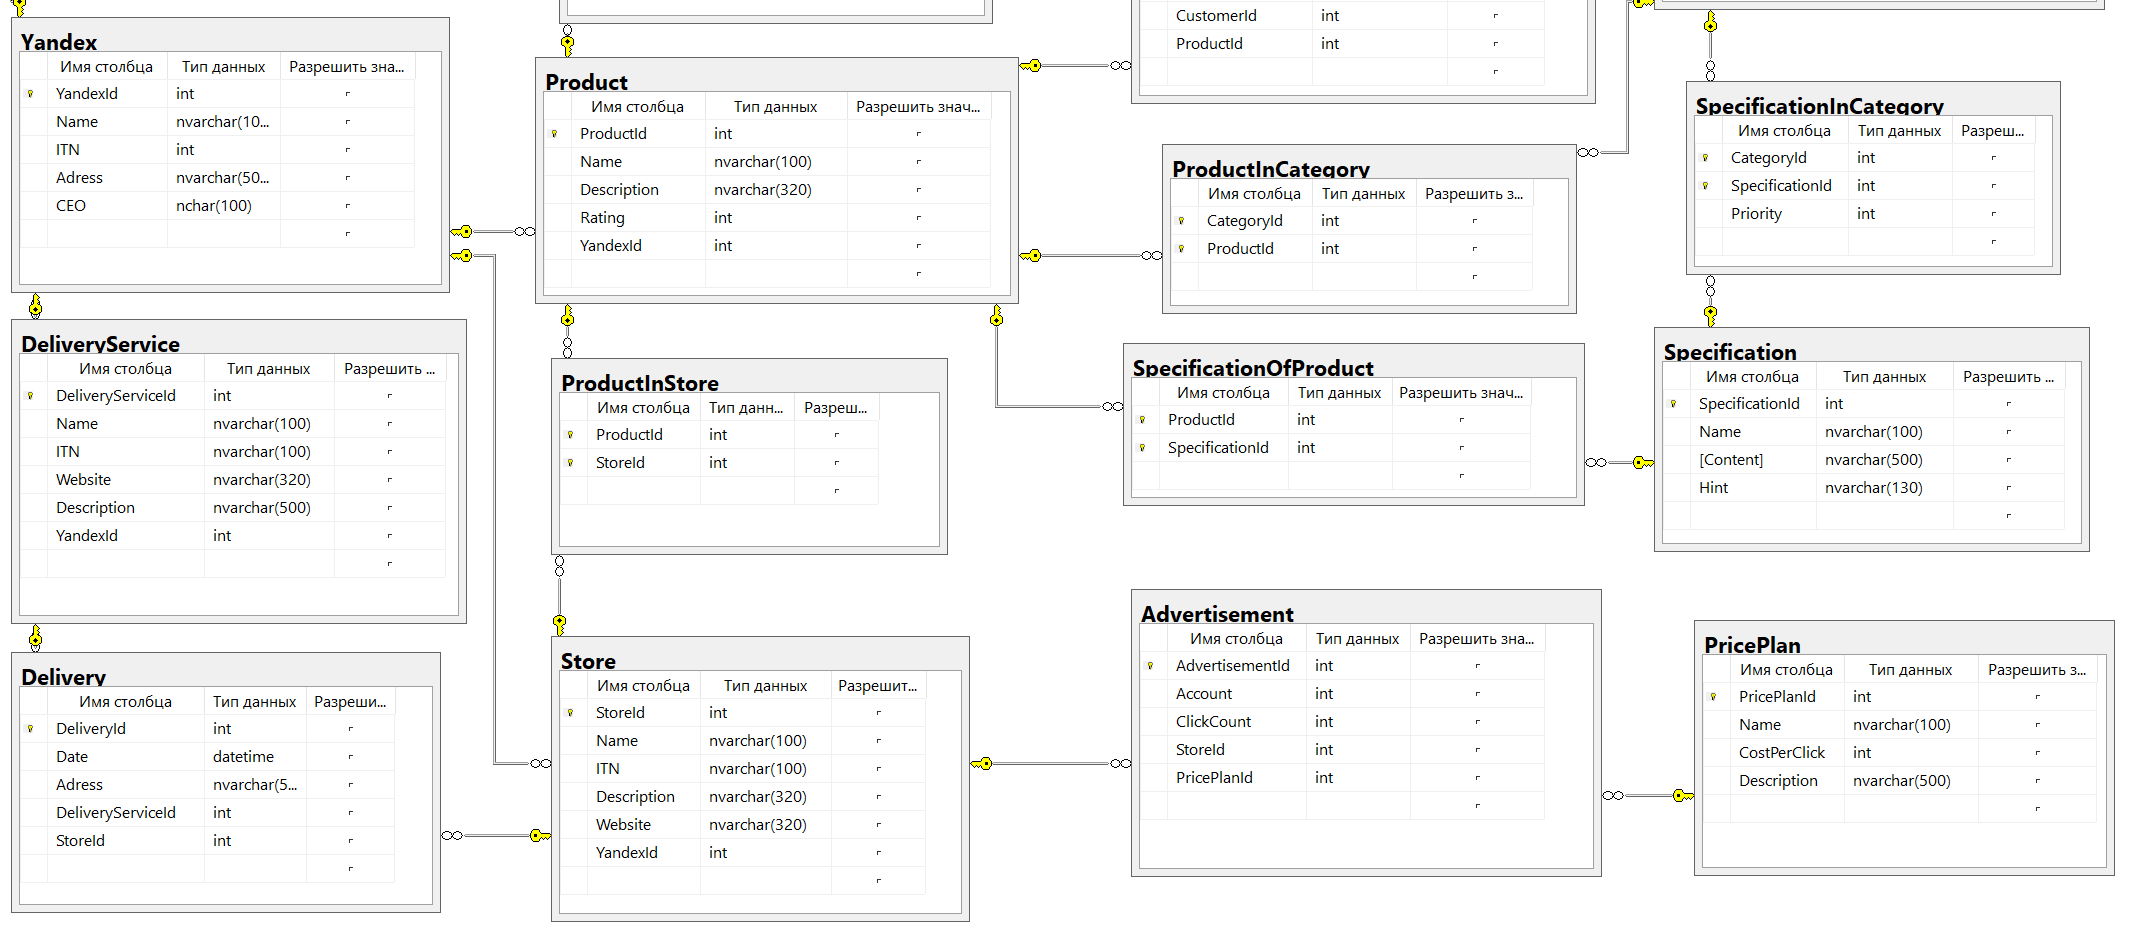 Yandex
Имя столбца Тип данных Разрешить зна...
YandexId int
Name nvarchar(10...
ITN int
Adress nvarchar(50...
CEO nchar(100)
DeliveryService
Имя столбца Тип данных Разрешить ...
DeliveryServiceId int
Name nvarchar(100)
ITN nvarchar(100)
Website nvarchar(320)
Description nvarchar(500)
YandexId int
Delivery
Имя столбца Тип данных Разреши...
DeliveryId int
Date datetime
Adress nvarchar(5...
DeliveryServiceId int
StoreId int
Product
Имя столбца Тип данных Разрешить знач...
ProductId int
Name nvarchar(100)
Description nvarchar(320)
Rating int
YandexId int
ProductInStore
Имя столбца Тип данн... Разреш...
ProductId int
StoreId int
Store
Имя столбца Тип данных Разрешит...
StoreId int
Name nvarchar(100)
ITN nvarchar(100)
Description nvarchar(320)
Website nvarchar(320)
YandexId int
CustomerId int
ProductId int
ProductInCategory
Имя столбца Тип данных Разрешить з...
CategoryId int
ProductId int
SpecificationOfProduct
Имя столбца Тип данных Разрешить знач...
ProductId int
SpecificationId int
Advertisement
Имя столбца Тип данных Разрешить зна...
AdvertisementId int
Account int
ClickCount int
StoreId int
PricePlanId int
SpecificationInCategory
Имя столбца Тип данных Разреш...
CategoryId int
SpecificationId int
Priority int
Specification
Имя столбца Тип данных Разрешить ...
SpecificationId int
Name nvarchar(100)
[Content] nvarchar(500)
Hint nvarchar(130)
PricePlan
Имя столбца Тип данных Разрешить з...
PricePlanId int
Name nvarchar(100)
CostPerClick int
Description nvarchar(500)